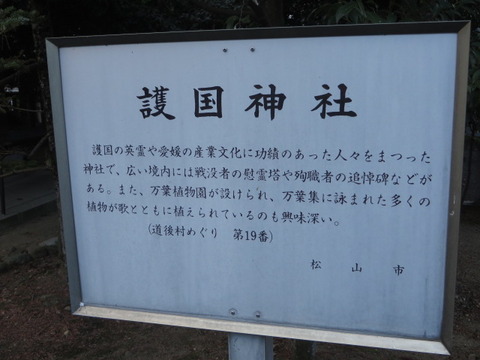 護国神社
護国の英霊や愛媛の産業文化に功績のあった人々をまつった
神社で、広い境内には戦没者の慰霊塔や殉職者の追悼碑などが
ある。また、万葉植物園が設けられ、万葉集に詠まれた多くの
植物が歌とともに植えられているのも興味深い。
(道後村めぐり　第19番)
松　山　市